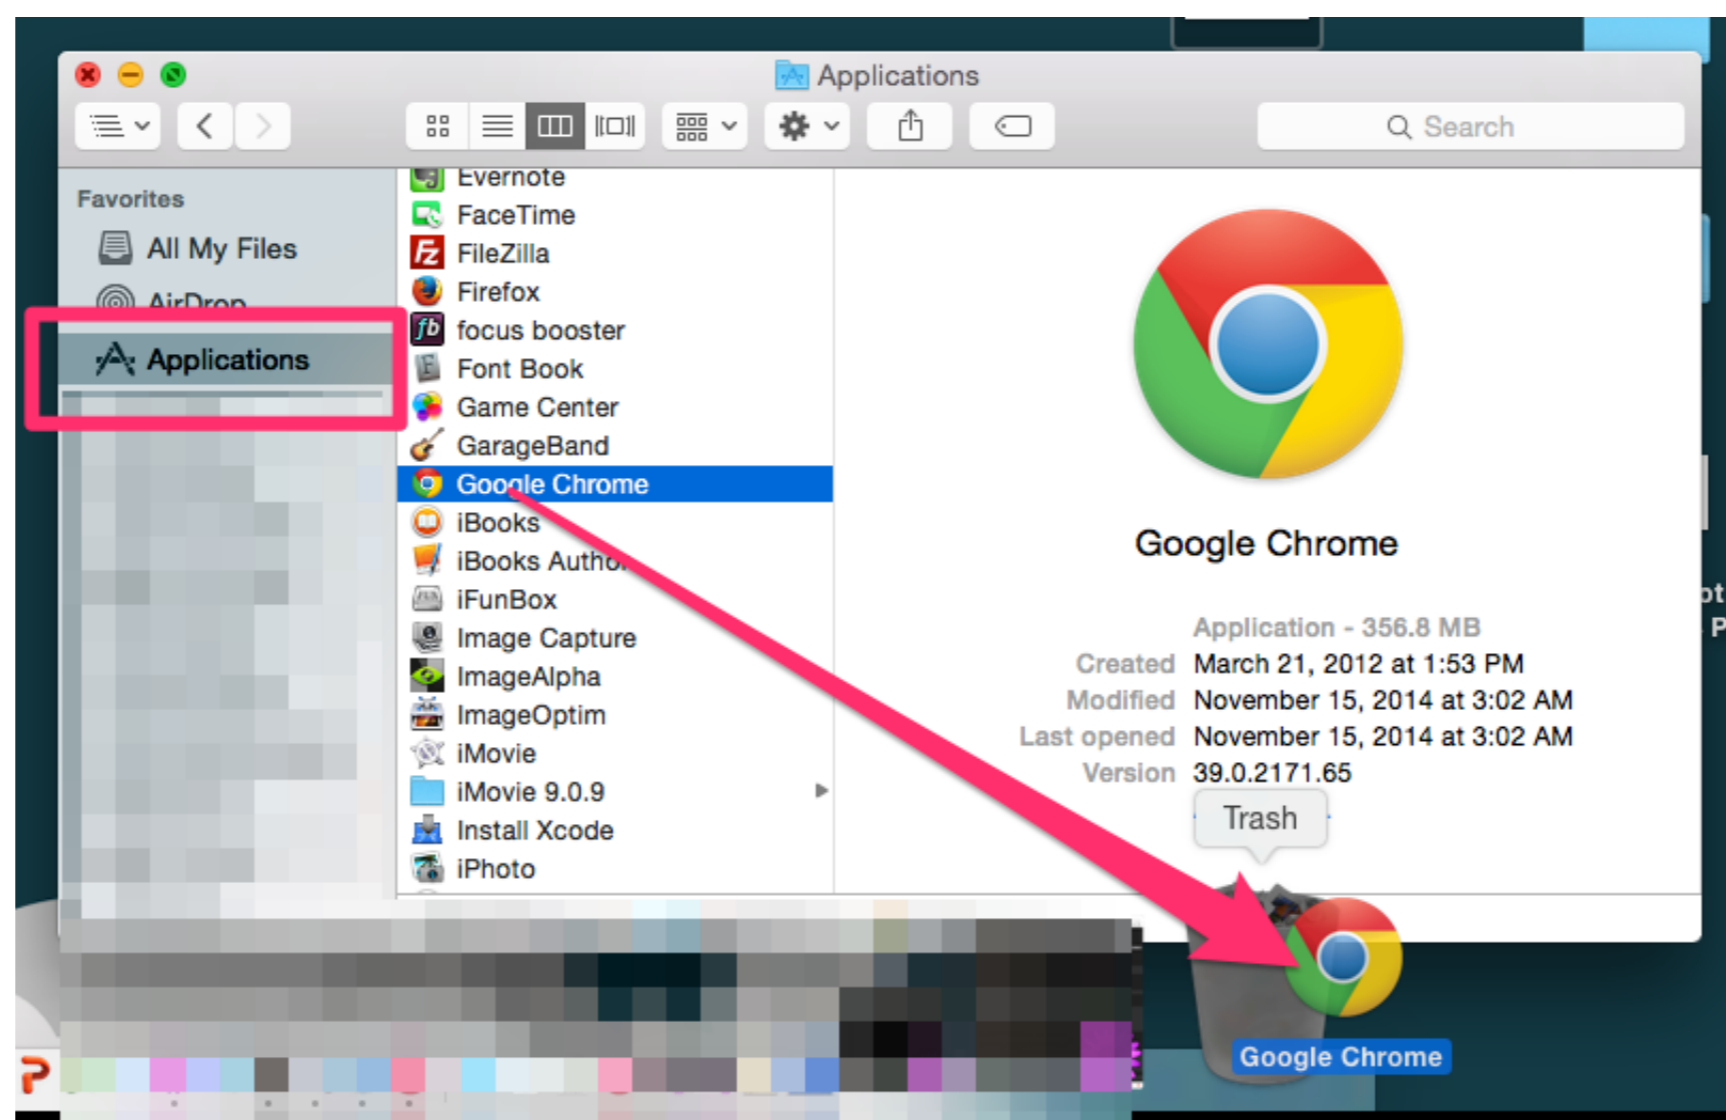 Applications
Search
Favorites
All My Files
AirDrop
Applications
Evernote
FaceTime
FileZilla
Firefox
focus booster
Font Book
Game Center
GarageBand
Google Chrome
iBooks
iBooks Author
iFunBox
Image Capture
ImageAlpha
ImageOptim
iMovie
iMovie 9.0.9
Install Xcode
iPhoto
Google Chrome
Application - 356.8 MB
Created March 21, 2012 at 1:53 PM
Modified November 15, 2014 at 3:02 AM
Last opened November 15, 2014 at 3:02 AM
Version 39.0.2171.65
Trash
Google Chrome